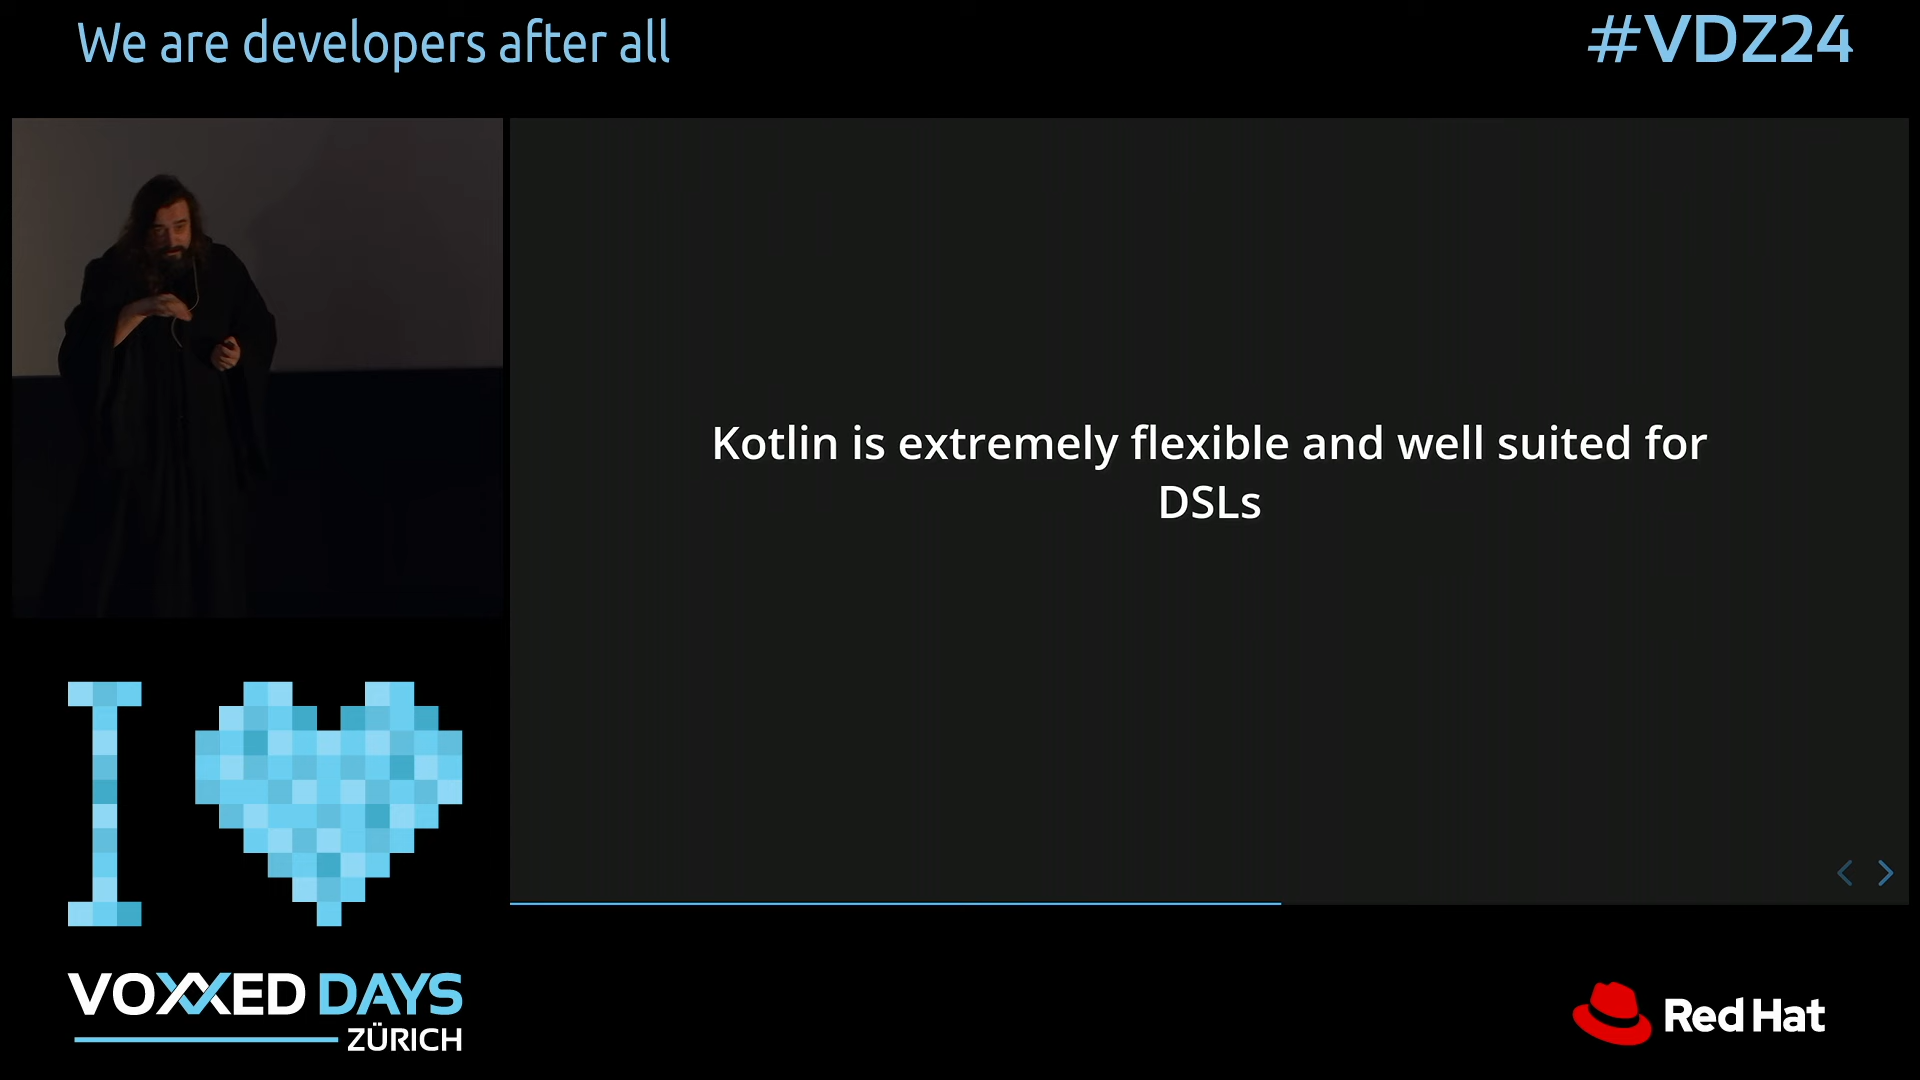 We are developers after all
#VDZ24
Kotlin is extremely flexible and well suited for
DSLs
I
VOXXED DAYS
ZÜRICH
Red Hat